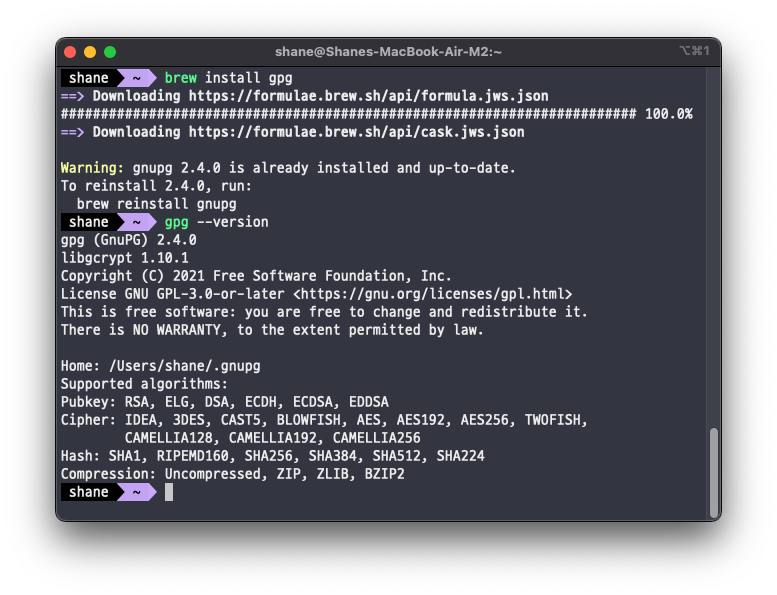 shane@Shanes-MacBook-Air-M2:~ ⌥⌘1
shane ~ brew install gpg
==> Downloading https://formulae.brew.sh/api/formula.jws.json
######################################################################## 100.0%
==> Downloading https://formulae.brew.sh/api/cask.jws.json
Warning: gnupg 2.4.0 is already installed and up-to-date.
To reinstall 2.4.0, run:
  brew reinstall gnupg
shane ~ gpg --version
gpg (GnuPG) 2.4.0
libgcrypt 1.10.1
Copyright (C) 2021 Free Software Foundation, Inc.
License GNU GPL-3.0-or-later <https://gnu.org/licenses/gpl.html>
This is free software: you are free to change and redistribute it.
There is NO WARRANTY, to the extent permitted by law.
Home: /Users/shane/.gnupg
Supported algorithms:
Pubkey: RSA, ELG, DSA, ECDH, ECDSA, EDDSA
Cipher: IDEA, 3DES, CAST5, BLOWFISH, AES, AES192, AES256, TWOFISH,
        CAMELLIA128, CAMELLIA192, CAMELLIA256
Hash: SHA1, RIPEMD160, SHA256, SHA384, SHA512, SHA224
Compression: Uncompressed, ZIP, ZLIB, BZIP2
shane ~